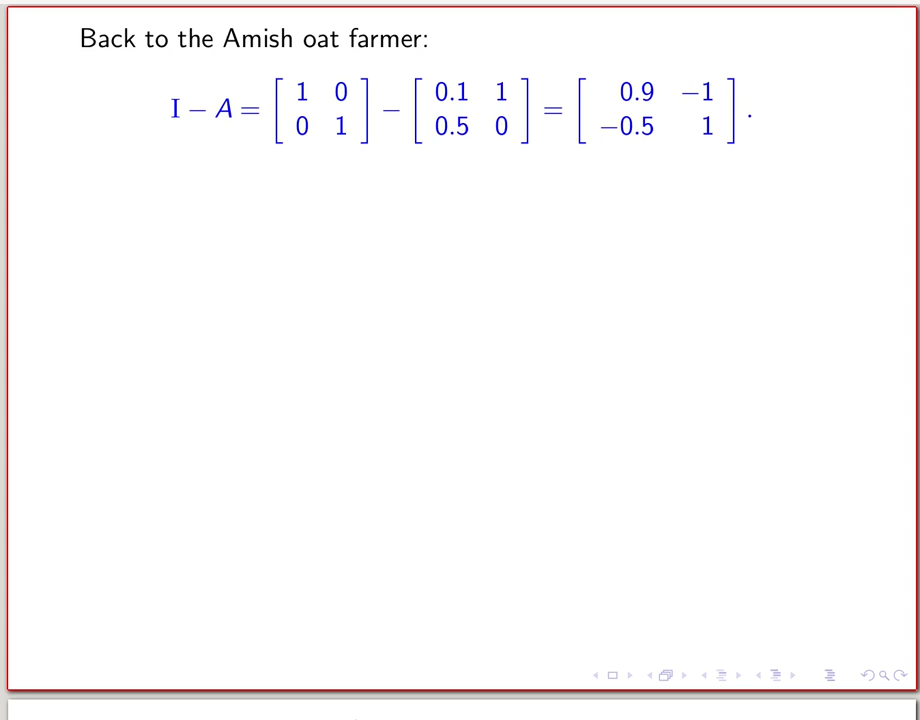 Back to the Amish oat farmer:
I − A = [ 1 0 ; 0 1 ] − [ 0.1 1 ; 0.5 0 ] = [ 0.9 −1 ; −0.5 1 ] .